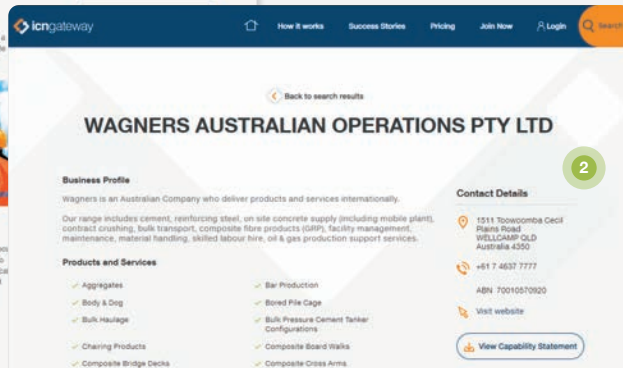 icngateway
How it works
Success Stories
Pricing
Join Now
Login
Search
Back to search results
WAGNERS AUSTRALIAN OPERATIONS PTY LTD
2
Business Profile
Wagners is an Australian Company who deliver products and services internationally.
Our range includes cement, reinforcing steel, on site concrete supply (including mobile plant),
contract crushing, bulk transport, composite fibre products (GRP), facility management,
maintenance, material handling, skilled labour hire, oil & gas production support services.
Products and Services
Aggregates
Bar Production
Body & Dog
Bored Pile Cage
Bulk Haulage
Bulk Pressure Cement Tanker
Configurations
Chairing Products
Composite Board Walks
Composite Bridge Decks
Composite Cross Arms
Contact Details
1511 Toowoomba Cecil
Plains Road
WELLCAMP QLD
Australia 4350
+61 7 4637 7777
ABN 70010570920
Visit website
View Capability Statement